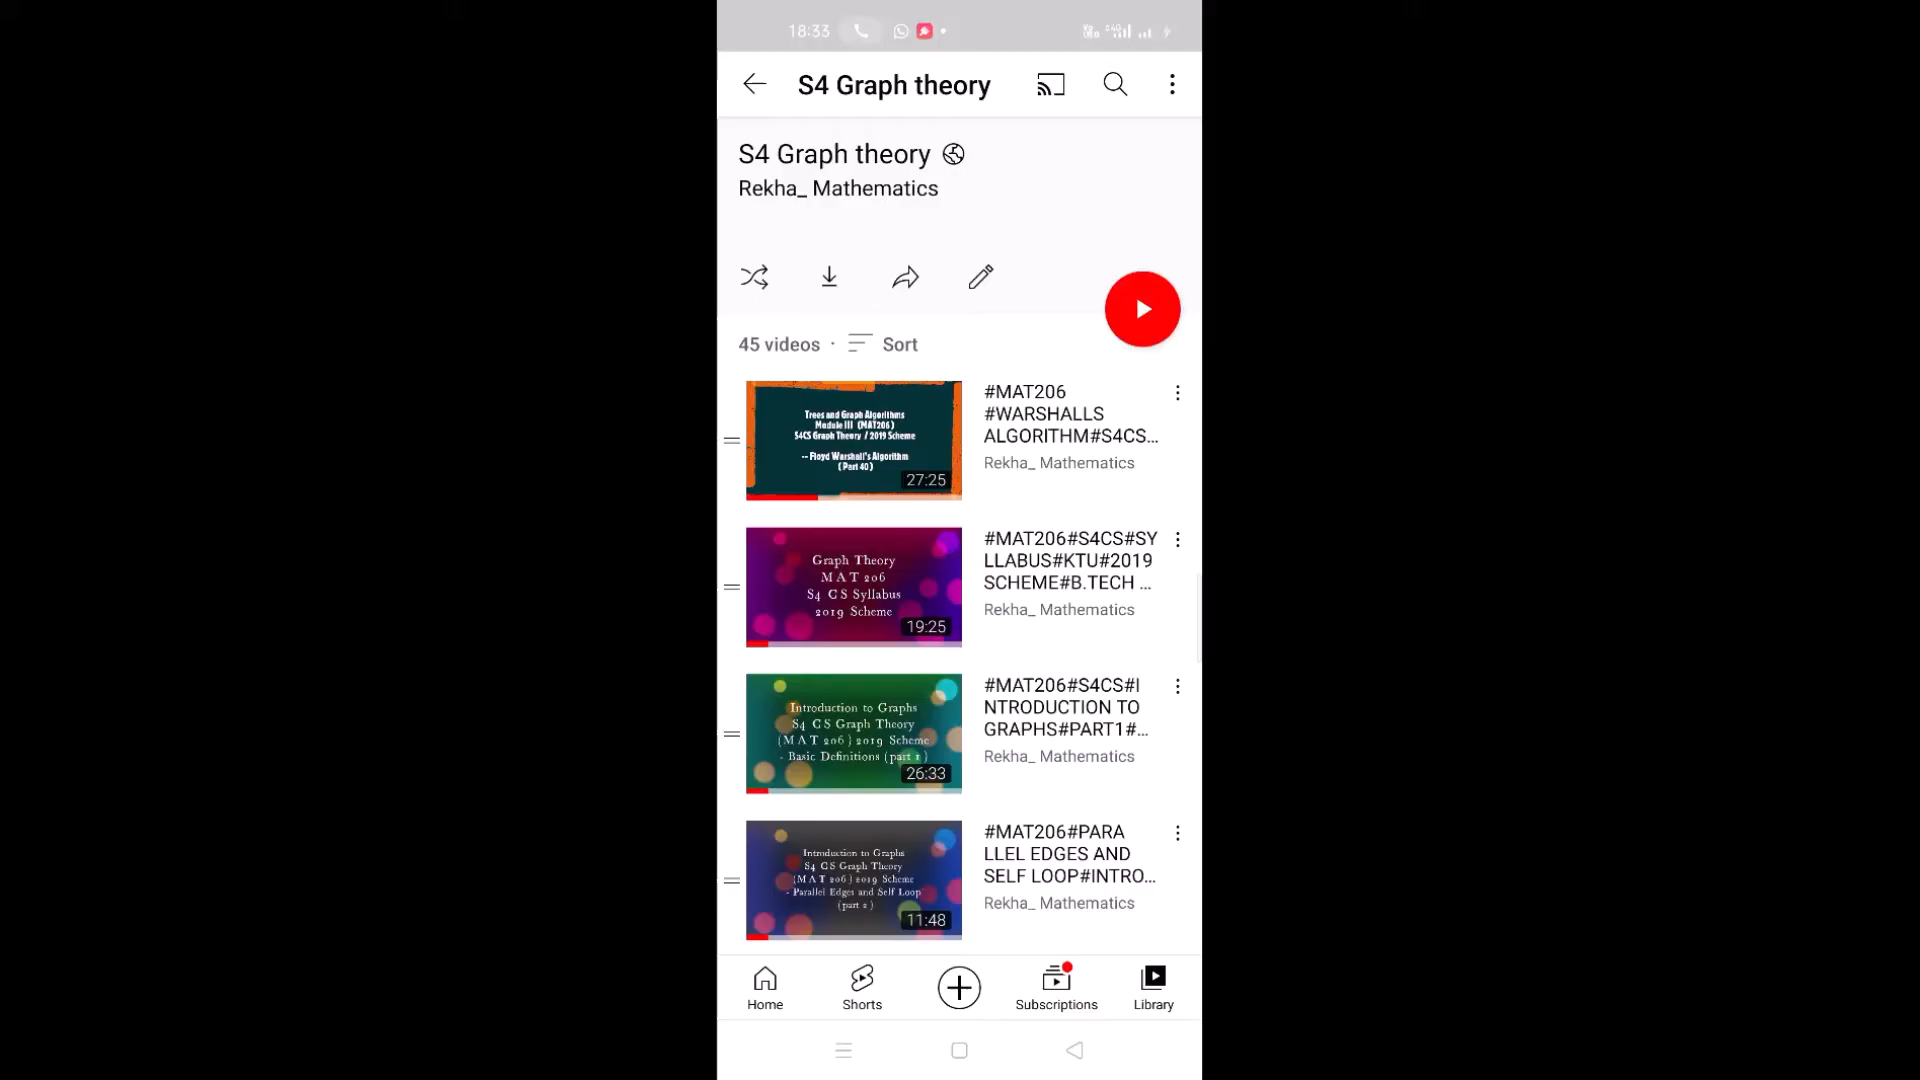 18:33
S4 Graph theory
S4 Graph theory
Rekha_ Mathematics
45 videos · Sort
Trees and Graph Algorithms
Module III (MAT206)
S4CS Graph Theory / 2019 Scheme
-- Floyd Warshall's Algorithm
(Part 40)
27:25
#MAT206
#WARSHALLS
ALGORITHM#S4CS...
Rekha_ Mathematics
Graph Theory
MAT 206
S4 CS Syllabus
2019 Scheme
19:25
#MAT206#S4CS#SY
LLABUS#KTU#2019
SCHEME#B.TECH ...
Rekha_ Mathematics
Introduction to Graphs
S4 CS Graph Theory
(MAT 206) 2019 Scheme
- Basic Definitions (part 1)
26:33
#MAT206#S4CS#I
NTRODUCTION TO
GRAPHS#PART1#...
Rekha_ Mathematics
Introduction to Graphs
S4 CS Graph Theory
(MAT 206) 2019 Scheme
- Parallel Edges and Self Loop
(part 2)
11:48
#MAT206#PARA
LLEL EDGES AND
SELF LOOP#INTRO...
Rekha_ Mathematics
Home
Shorts
Subscriptions
Library